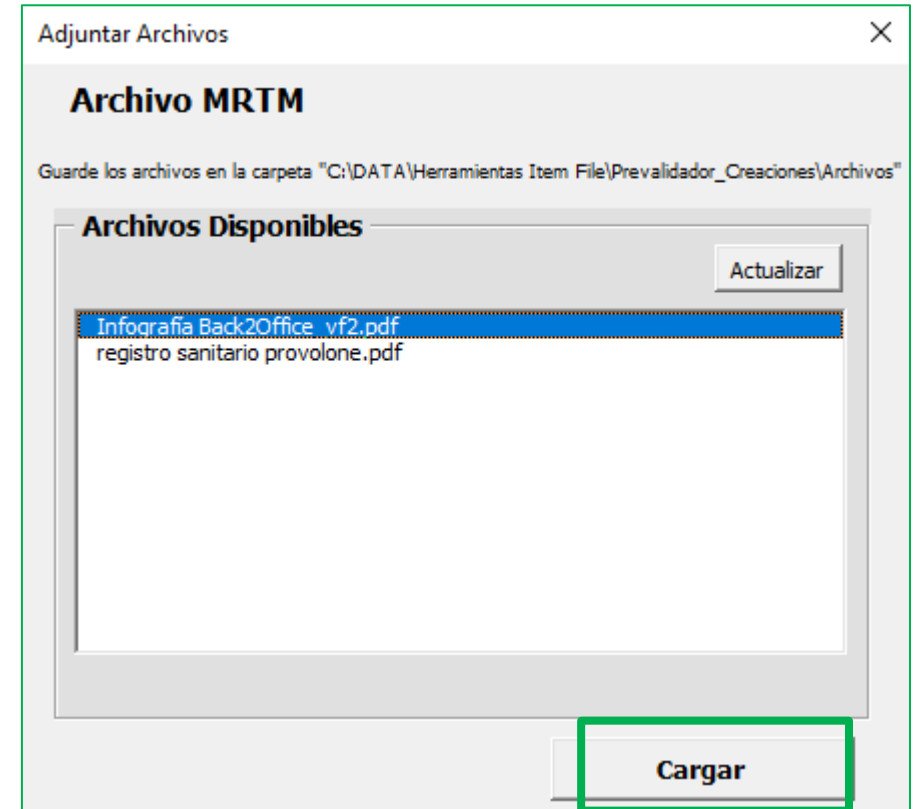 Adjuntar Archivos
Archivo MRTM
Guarde los archivos en la carpeta "C:\DATA\Herramientas Item File\Prevalidador_Creaciones\Archivos"
Archivos Disponibles
Actualizar
Infografía Back2Office_vf2.pdf
registro sanitario provolone.pdf
Cargar